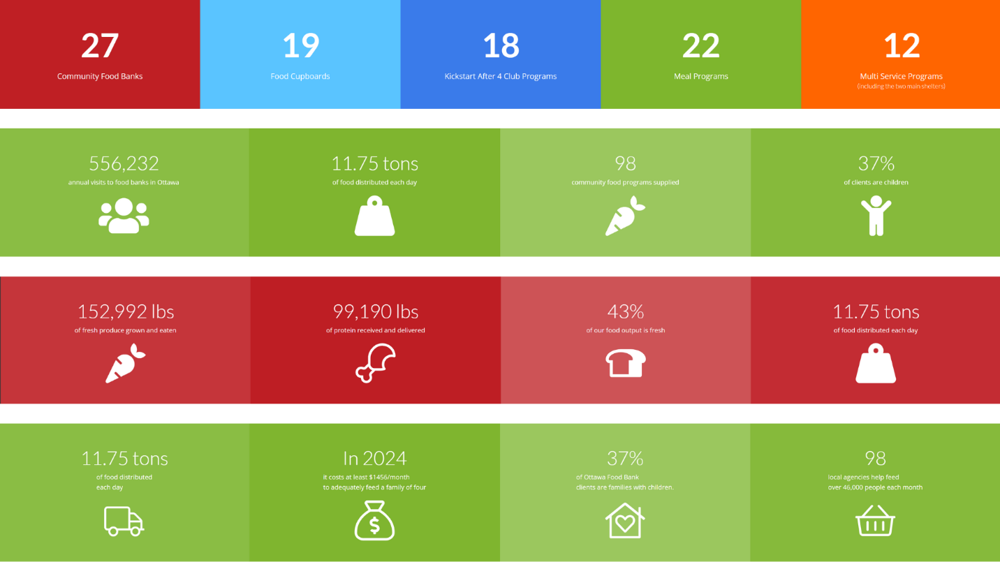 27
Community Food Banks
19
Food Cupboards
18
Kickstart After 4 Club Programs
22
Meal Programs
12
Multi Service Programs
(including the two main shelters)
556,232
annual visits to food banks in Ottawa
11.75 tons
of food distributed each day
98
community food programs supplied
37%
of clients are children
152,992 lbs
of fresh produce grown and eaten
99,190 lbs
of protein received and delivered
43%
of our food output is fresh
11.75 tons
of food distributed each day
11.75 tons
of food distributed
each day
In 2024
it costs at least $1456/month
to adequately feed a family of four
37%
of Ottawa Food Bank
clients are families with children.
98
local agencies help feed
over 46,000 people each month